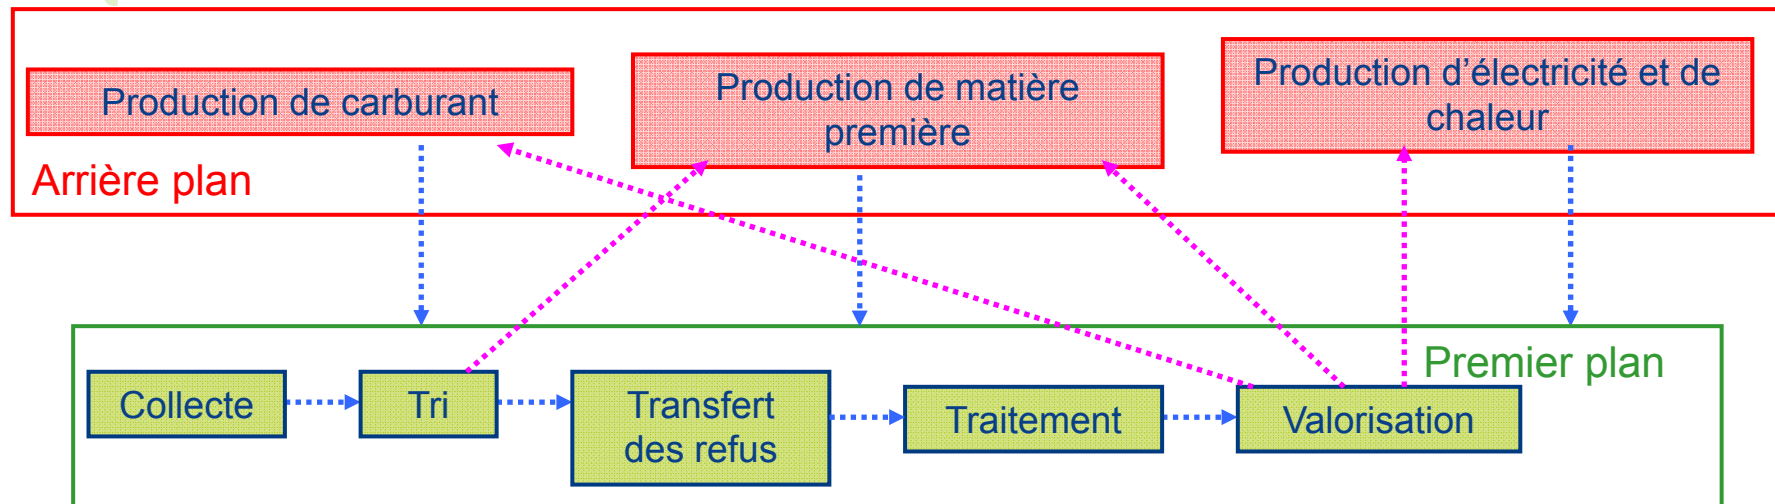 Production de carburant
Production de matière
première
Production d’électricité et de
chaleur
Arrière plan
Premier plan
Collecte
Tri
Transfert
des refus
Traitement
Valorisation